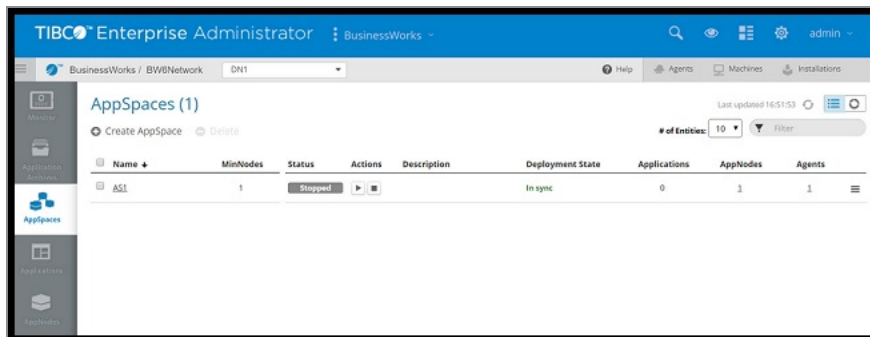 TIBCO™ Enterprise Administrator BusinessWorks admin
BusinessWorks / BW6Network DN1 Help Agents Machines Installations
Monitor
AppSpaces (1)
Last updated 16:51:53
Create AppSpace Delete
# of Entities: 10 Filter
Application Archives
Name MinNodes Status Actions Description Deployment State Applications AppNodes Agents
AS1 1 Stopped In sync 0 1 1
AppSpaces
Applications
AppNodes